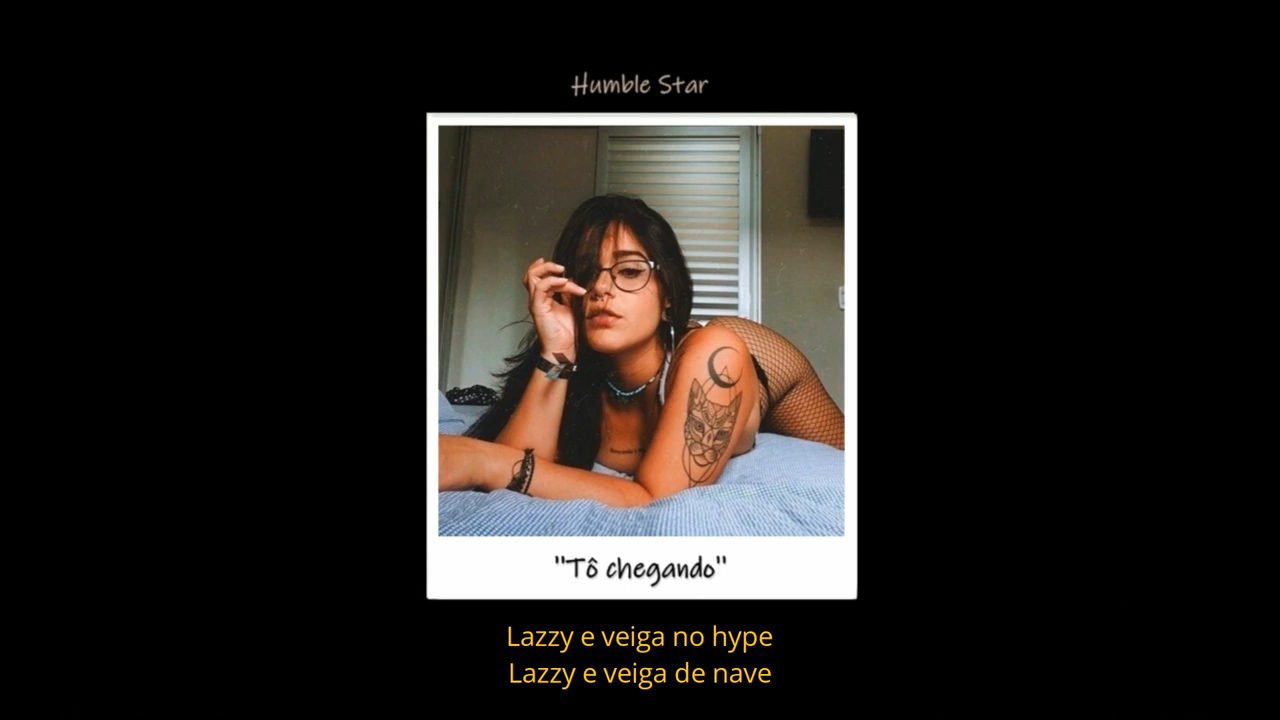 Humble Star
"Tô chegando"
Lazzy e veiga no hype
Lazzy e veiga de nave